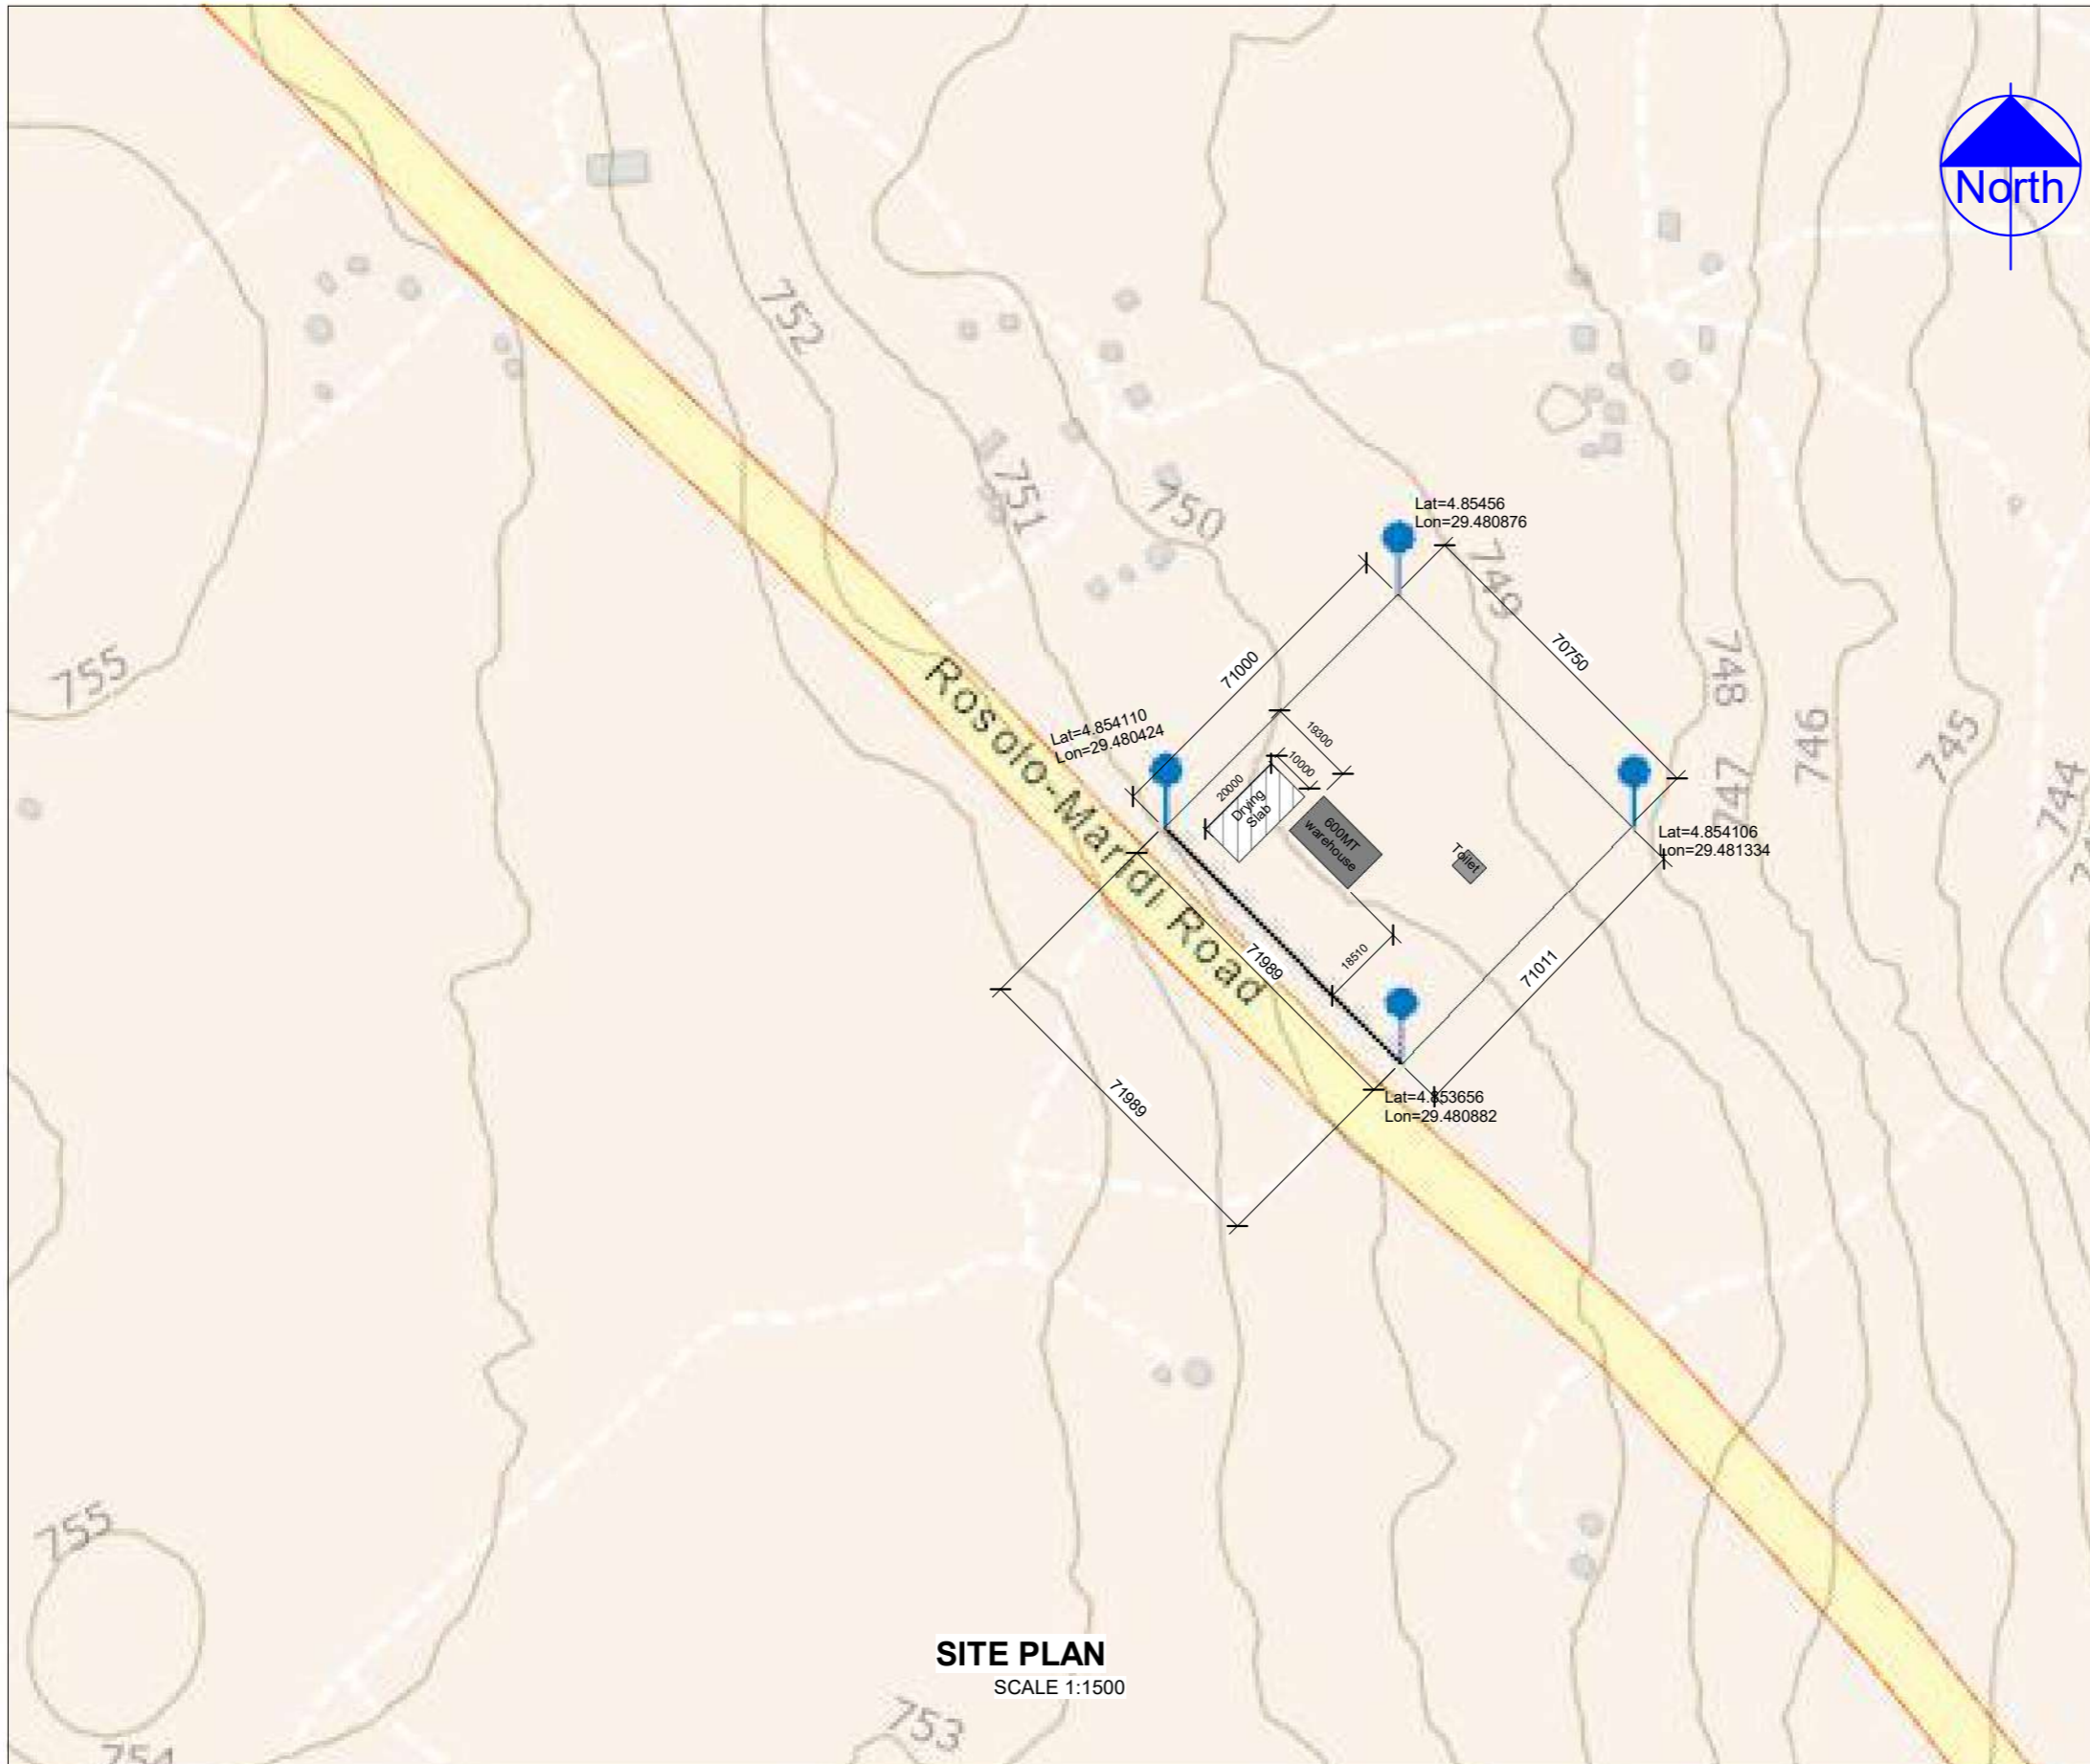 North
752
751
750
Lat=4.85456
Lon=29.480876
749
755
71000
70750
748
Rosolo-Maridi Road
Lat=4.854110
Lon=29.480424
19300
10000
20000
Drying
Slab
600MT
warehouse
Toilet
747
746
745
744
Lat=4.854106
Lon=29.481334
71989
18510
71011
71989
Lat=4.853656
Lon=29.480882
755
SITE PLAN
SCALE 1:1500
753
754